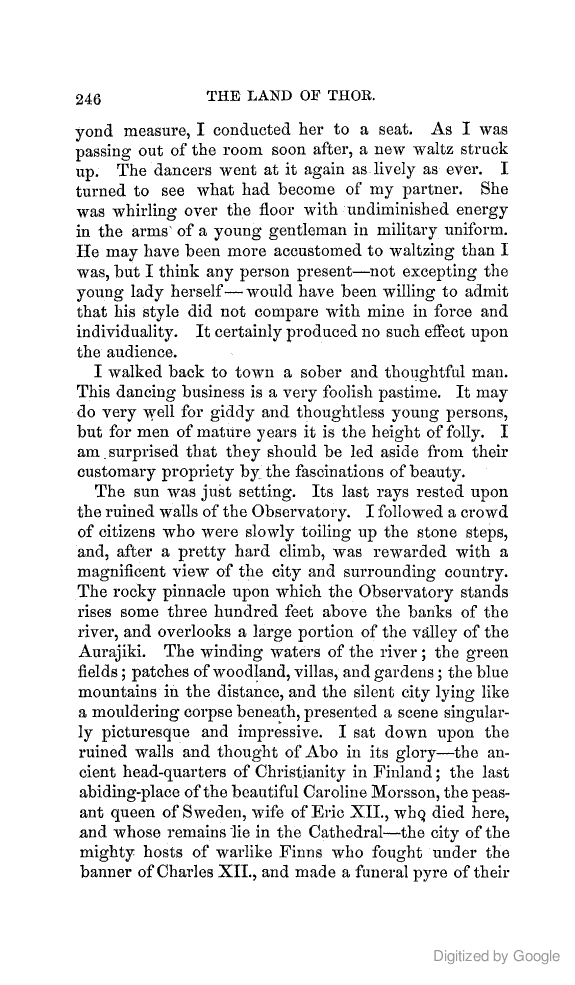 246
THE LAND OF THOR.
yond measure, I conducted her to a seat. As I was
passing out of the room soon after, a new waltz struck
up. The dancers went at it again as lively as ever. I
turned to see what had become of my partner. She
was whirling over the floor with undiminished energy
in the arms of a young gentleman in military uniform.
He may have been more accustomed to waltzing than I
was, but I think any person present—not excepting the
young lady herself—would have been willing to admit
that his style did not compare with mine in force and
individuality. It certainly produced no such effect upon
the audience.
I walked back to town a sober and thoughtful man.
This dancing business is a very foolish pastime. It may
do very well for giddy and thoughtless young persons,
but for men of mature years it is the height of folly. I
am surprised that they should be led aside from their
customary propriety by the fascinations of beauty.
The sun was just setting. Its last rays rested upon
the ruined walls of the Observatory. I followed a crowd
of citizens who were slowly toiling up the stone steps,
and, after a pretty hard climb, was rewarded with a
magnificent view of the city and surrounding country.
The rocky pinnacle upon which the Observatory stands
rises some three hundred feet above the banks of the
river, and overlooks a large portion of the valley of the
Aurajiki. The winding waters of the river; the green
fields; patches of woodland, villas, and gardens; the blue
mountains in the distance, and the silent city lying like
a mouldering corpse beneath, presented a scene singular-
ly picturesque and impressive. I sat down upon the
ruined walls and thought of Abo in its glory—the an-
cient head-quarters of Christianity in Finland; the last
abiding-place of the beautiful Caroline Morsson, the peas-
ant queen of Sweden, wife of Eric XII., who died here,
and whose remains lie in the Cathedral—the city of the
mighty hosts of warlike Finns who fought under the
banner of Charles XII., and made a funeral pyre of their
Digitized by Google